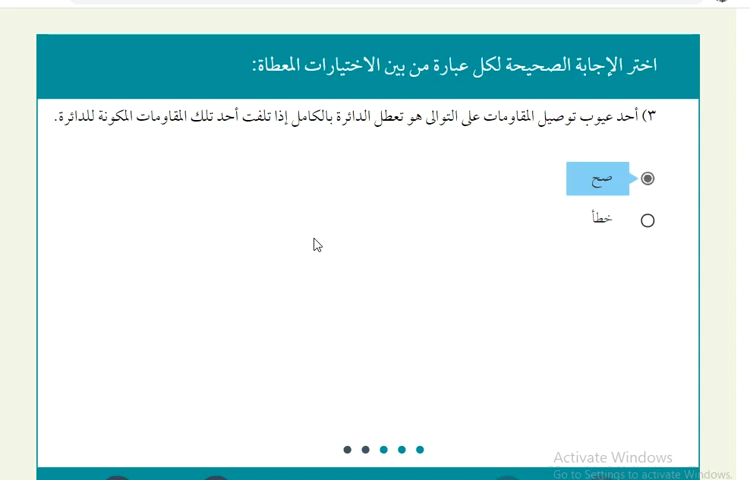 اختر الإجابة الصحيحة لكل عبارة من بين الاختيارات المعطاة:
٣) أحد عيوب توصيل المقاومات على التوالى هو تعطل الدائرة بالكامل إذا تلفت أحد تلك المقاومات المكونة للدائرة.
صح
خطأ
Activate Windows
Go to Settings to activate Windows.